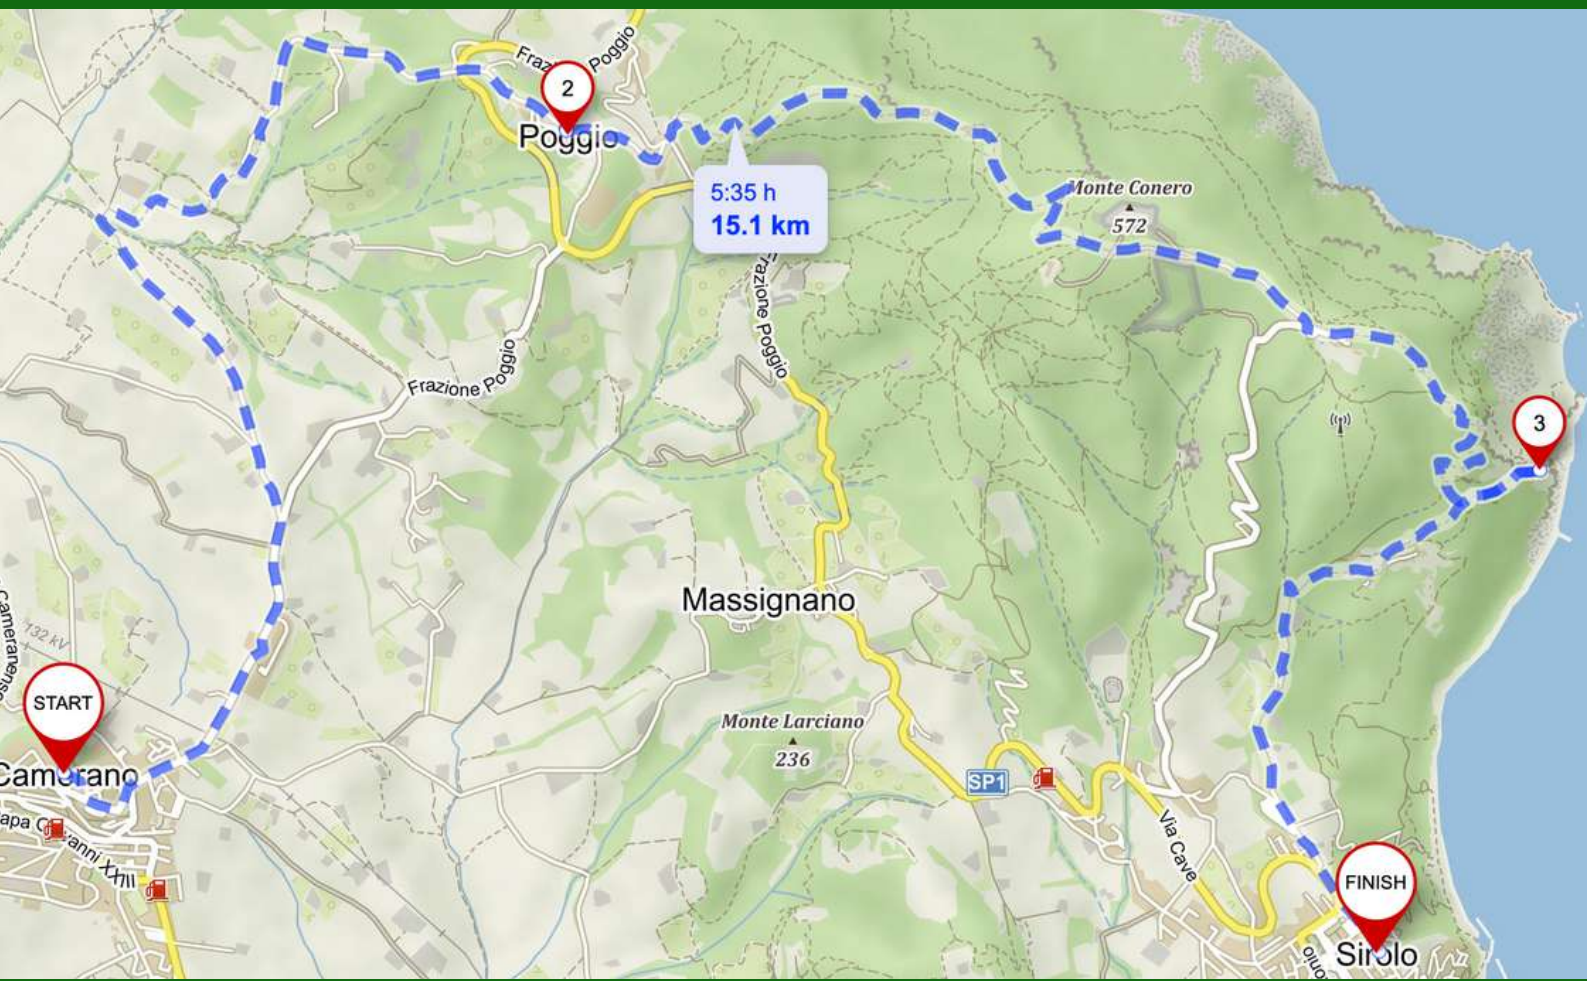 Frazione Poggio
2
Poggio
5:35 h
15.1 km
Monte Conero
572
Frazione Poggio
Frazione Poggio
3
Massignano
132 kV
START
Camerano
Monte Larciano
236
SP1
Via Cave
FINISH
Sirolo